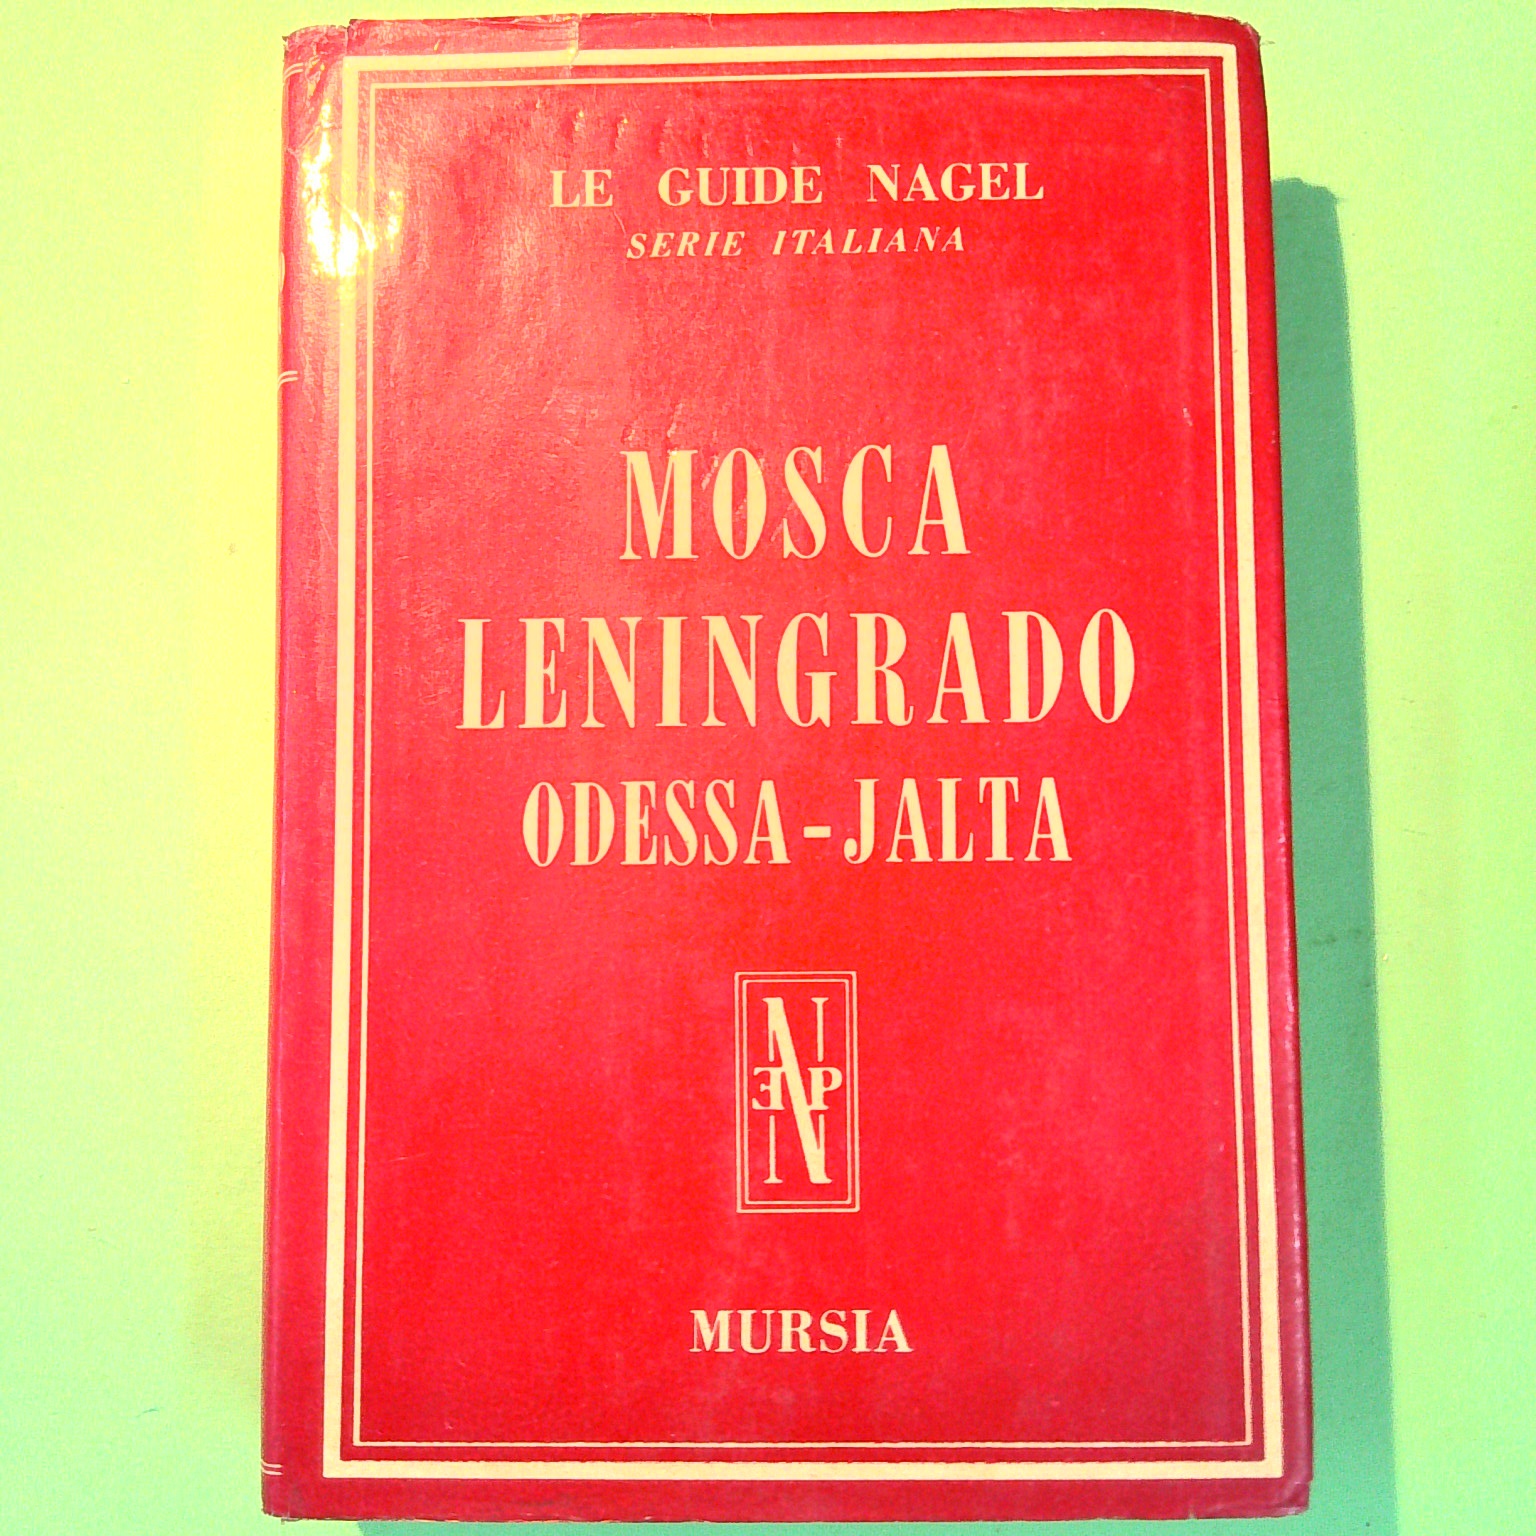 LE GUIDE NAGEL
SERIE ITALIANA
MOSCA
LENINGRADO
ODESSA-JALTA
N
E P
N
MURSIA